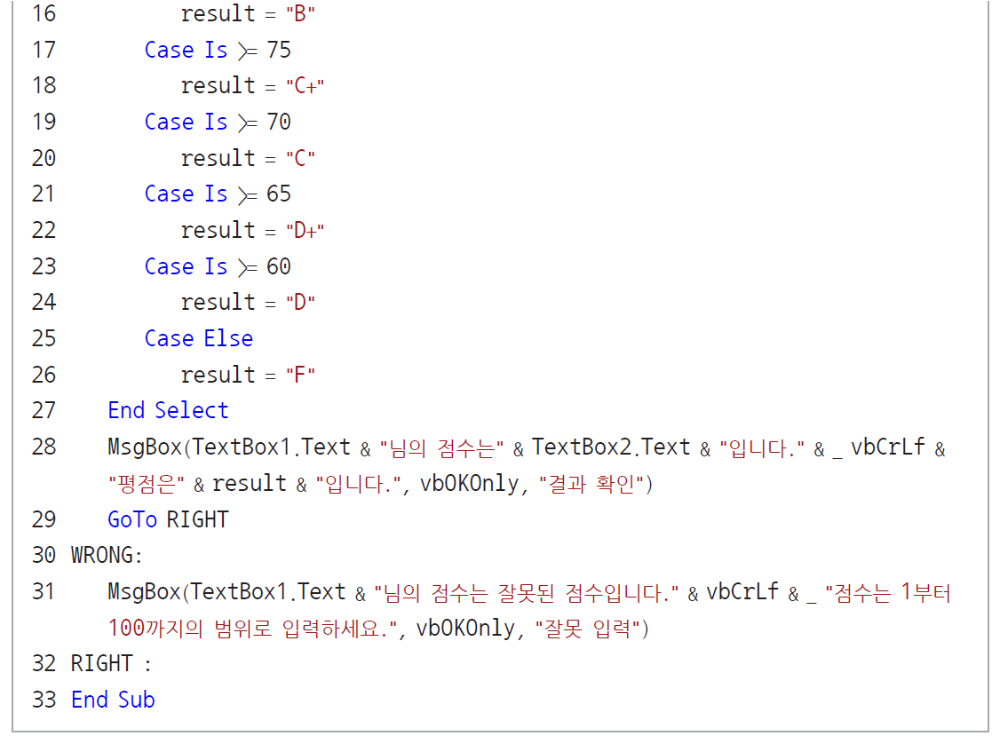 16 result = "B"
17 Case Is >= 75
18 result = "C+"
19 Case Is >= 70
20 result = "C"
21 Case Is >= 65
22 result = "D+"
23 Case Is >= 60
24 result = "D"
25 Case Else
26 result = "F"
27 End Select
28 MsgBox(TextBox1.Text & "님의 점수는" & TextBox2.Text & "입니다." & _ vbCrLf &
"평점은" & result & "입니다.", vbOKOnly, "결과 확인")
29 GoTo RIGHT
30 WRONG:
31 MsgBox(TextBox1.Text & "님의 점수는 잘못된 점수입니다." & vbCrLf & _ "점수는 1부터
100까지의 범위로 입력하세요.", vbOKOnly, "잘못 입력")
32 RIGHT :
33 End Sub